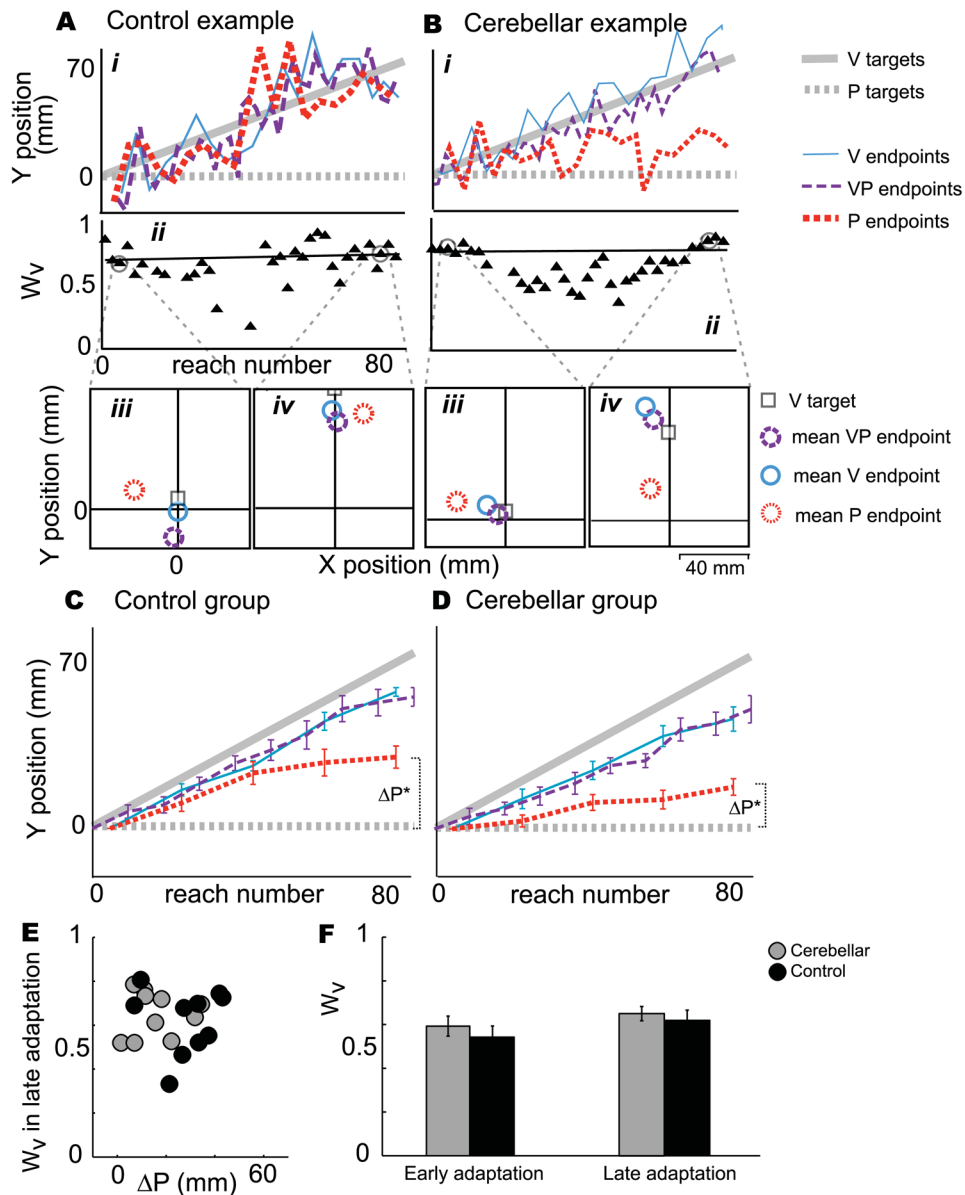 A Control example
B Cerebellar example
i
70
0
Y position
(mm)
i
V targets
P targets
V endpoints
VP endpoints
P endpoints
ii
1
0.5
0
Wv
0 reach number 80
ii
iii
iv
iii
iv
Y position (mm)
0
0
X position (mm)
40 mm
V target
mean VP endpoint
mean V endpoint
mean P endpoint
C Control group
D Cerebellar group
Y position (mm)
70
0
ΔP*
ΔP*
0 reach number 80
0 reach number 80
E
Wv in late adaptation
1
0.5
0
0 ΔP (mm) 60
F
Wv
1
0.5
0
Early adaptation
Late adaptation
Cerebellar
Control